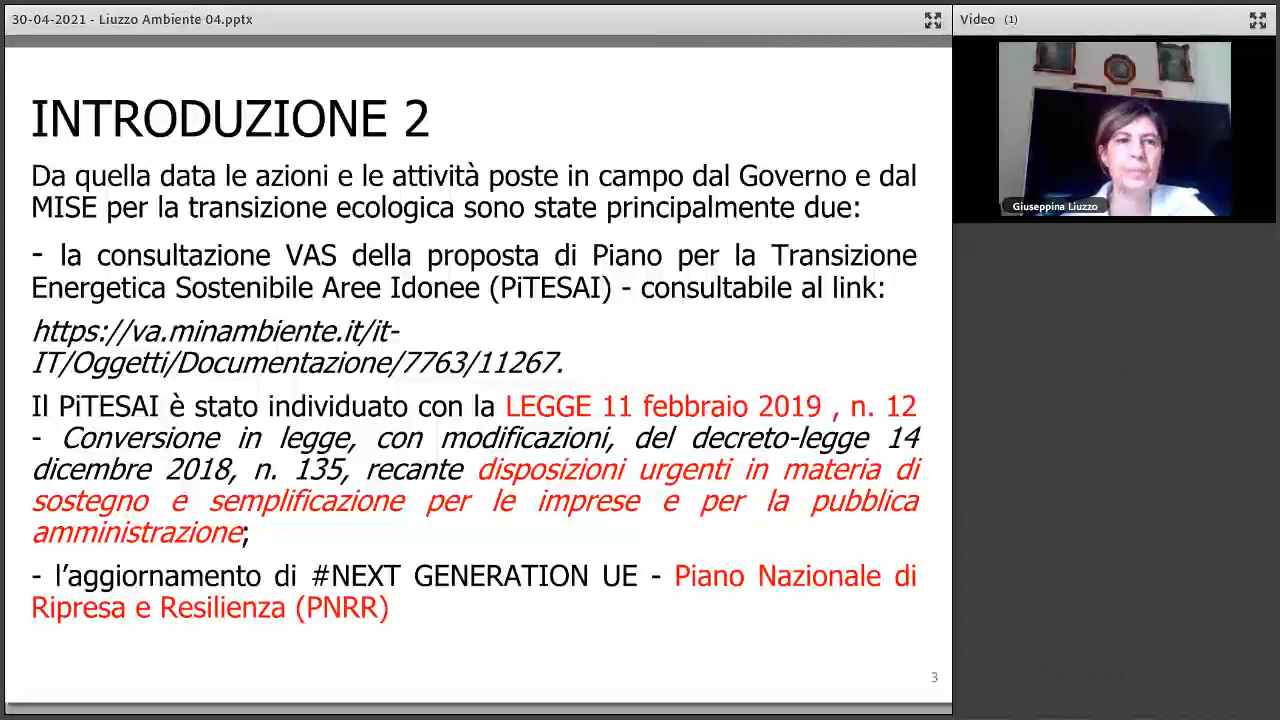 30-04-2021 - Liuzzo Ambiente 04.pptx
Video (1)
Giuseppina Liuzzo
INTRODUZIONE 2
Da quella data le azioni e le attività poste in campo dal Governo e dal
MISE per la transizione ecologica sono state principalmente due:
- la consultazione VAS della proposta di Piano per la Transizione
Energetica Sostenibile Aree Idonee (PiTESAI) - consultabile al link:
https://va.minambiente.it/it-
IT/Oggetti/Documentazione/7763/11267.
Il PiTESAI è stato individuato con la LEGGE 11 febbraio 2019 , n. 12
- Conversione in legge, con modificazioni, del decreto-legge 14
dicembre 2018, n. 135, recante disposizioni urgenti in materia di
sostegno e semplificazione per le imprese e per la pubblica
amministrazione;
- l’aggiornamento di #NEXT GENERATION UE - Piano Nazionale di
Ripresa e Resilienza (PNRR)
3